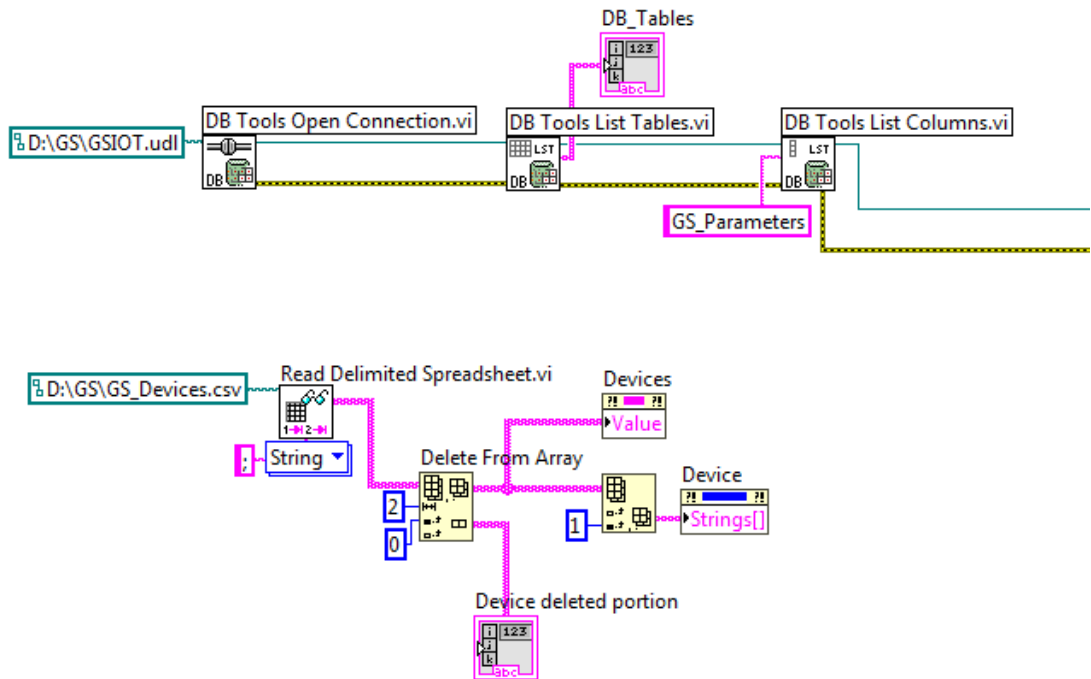 DB_Tables
i
j
k
123
abc
DB Tools Open Connection.vi
DB Tools List Tables.vi
DB Tools List Columns.vi
D:\GS\GSIOT.udl
DB
LST
DB
LST
DB
GS_Parameters
Read Delimited Spreadsheet.vi
D:\GS\GS_Devices.csv
1 2
Devices
?! ?!
Value
;
String
Delete From Array
Device
?! ?!
Strings[]
2
0
1
Device deleted portion
i
j
k
123
abc